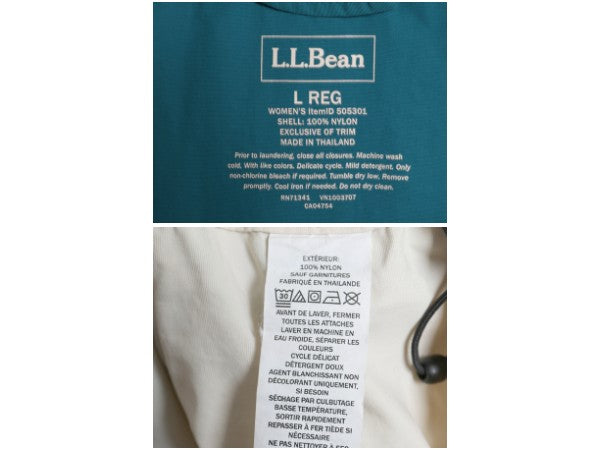 L.L.Bean
L REG
WOMEN'S ItemID 505301
SHELL: 100% NYLON
EXCLUSIVE OF TRIM
MADE IN THAILAND
Prior to laundering, close all closures. Machine wash
cold. With like colors. Delicate cycle. Mild detergent. Only
non-chlorine bleach if required. Tumble dry low. Remove
promptly. Cool iron if needed. Do not dry clean.
RN71341 VN1003707
CA04754
EXTÉRIEUR:
100% NYLON
SAUF GARNITURES
FABRIQUÉ EN THAÏLANDE
30
AVANT DE LAVER, FERMER
TOUTES LES ATTACHES
LAVER EN MACHINE EN
EAU FROIDE, SÉPARER LES
COULEURS
CYCLE DÉLICAT
DÉTERGENT DOUX
AGENT BLANCHISSANT NON
DÉCOLORANT UNIQUEMENT,
SI BESOIN
SÉCHAGE PAR CULBUTAGE
BASSE TEMPÉRATURE,
SORTIR RAPIDEMENT
REPASSER À FER TIÈDE SI
NÉCESSAIRE
NE PAS NETTOYER À SEC